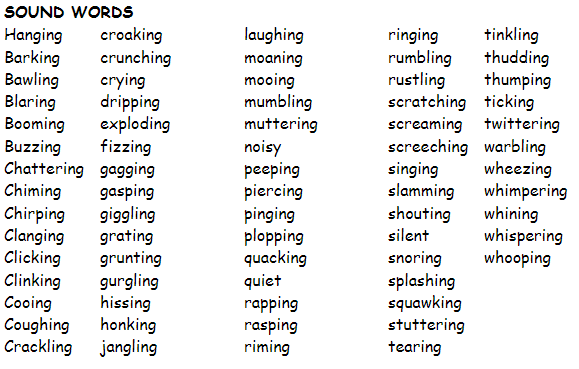 SOUND WORDS
Hanging croaking laughing ringing tinkling
Barking crunching moaning rumbling thudding
Bawling crying mooing rustling thumping
Blaring dripping mumbling scratching ticking
Booming exploding muttering screaming twittering
Buzzing fizzing noisy screeching warbling
Chattering gagging peeping singing wheezing
Chiming gasping piercing slamming whimpering
Chirping giggling pinging shouting whining
Clanging grating plopping silent whispering
Clicking grunting quacking snoring whooping
Clinking gurgling quiet splashing
Cooing hissing rapping squawking
Coughing honking rasping stuttering
Crackling jangling riming tearing